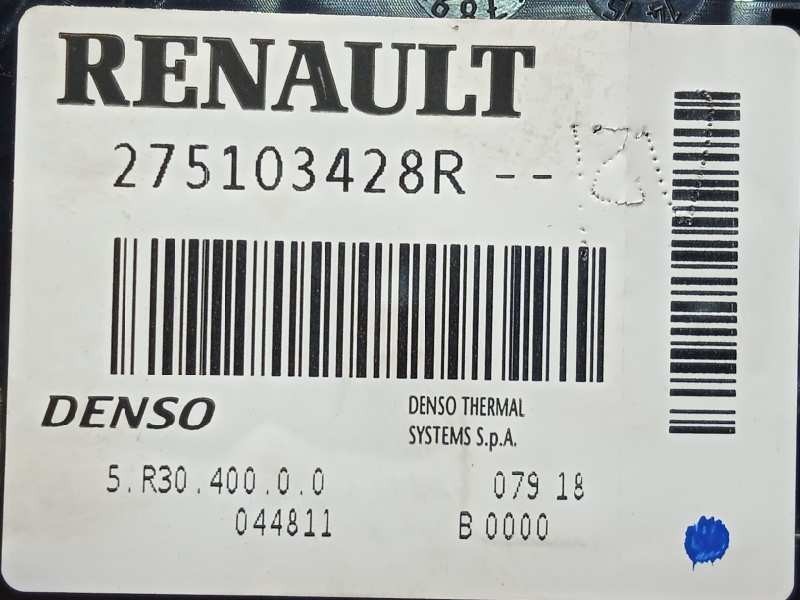 RENAULT
275103428R --
DENSO
DENSO THERMAL
SYSTEMS S.p.A.
5.R30.400.0.0
079 18
044811
B 0000